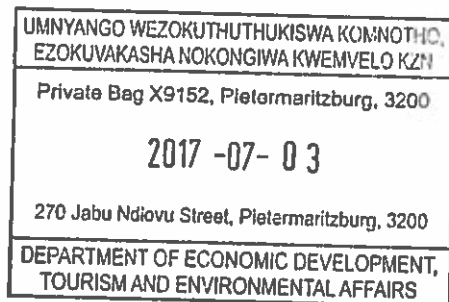 UMNYANGO WEZOKUTHUTHUKISWA KOMNOTHO,
EZOKUVAKASHA NOKONGIWA KWEMVELO KZN
Private Bag X9152, Pietermaritzburg, 3200
2017 -07- 03
270 Jabu Ndlovu Street, Pietermaritzburg, 3200
DEPARTMENT OF ECONOMIC DEVELOPMENT,
TOURISM AND ENVIRONMENTAL AFFAIRS